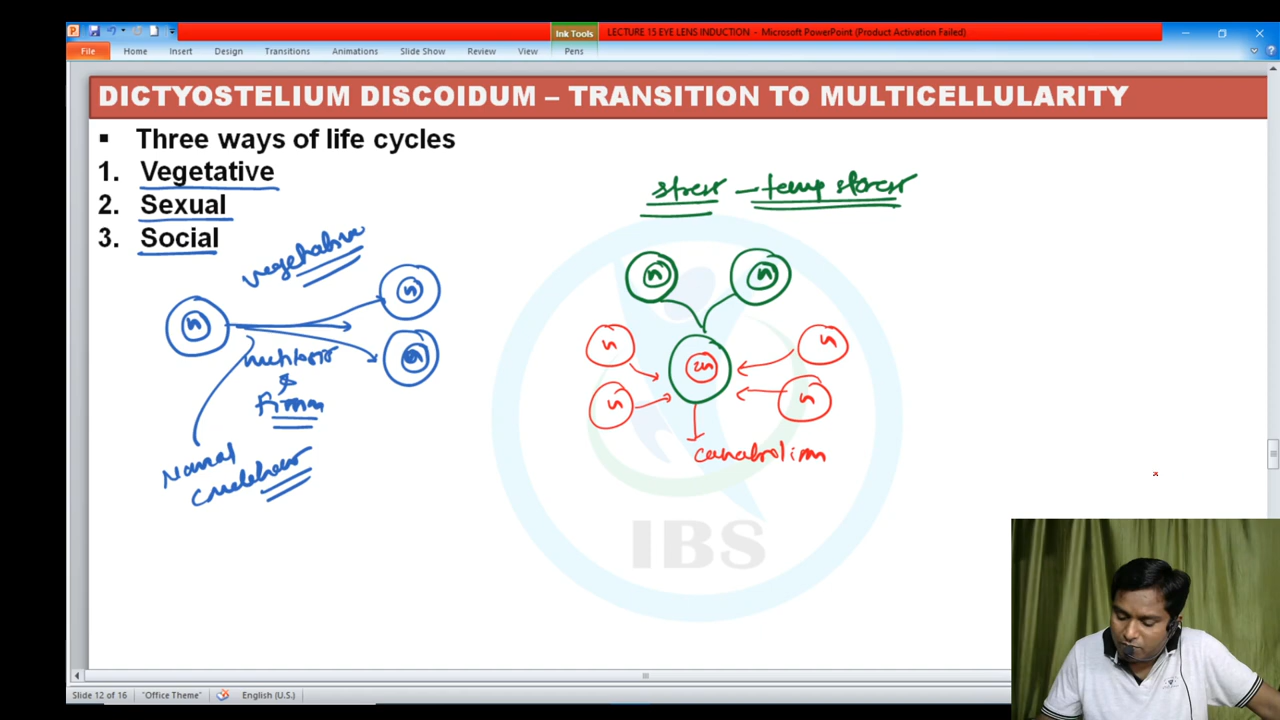 LECTURE 15 EYE LENS INDUCTION - Microsoft PowerPoint (Product Activation Failed)
Ink Tools
File Home Insert Design Transitions Animations Slide Show Review View Pens
DICTYOSTELIUM DISCOIDUM – TRANSITION TO MULTICELLULARITY
▪ Three ways of life cycles
1. Vegetative
2. Sexual
3. Social
stress – temp stress
vegetative
n
n
n
n n
2n
n n
n n
Normal
IBS
Slide 12 of 16 "Office Theme" English (U.S.)